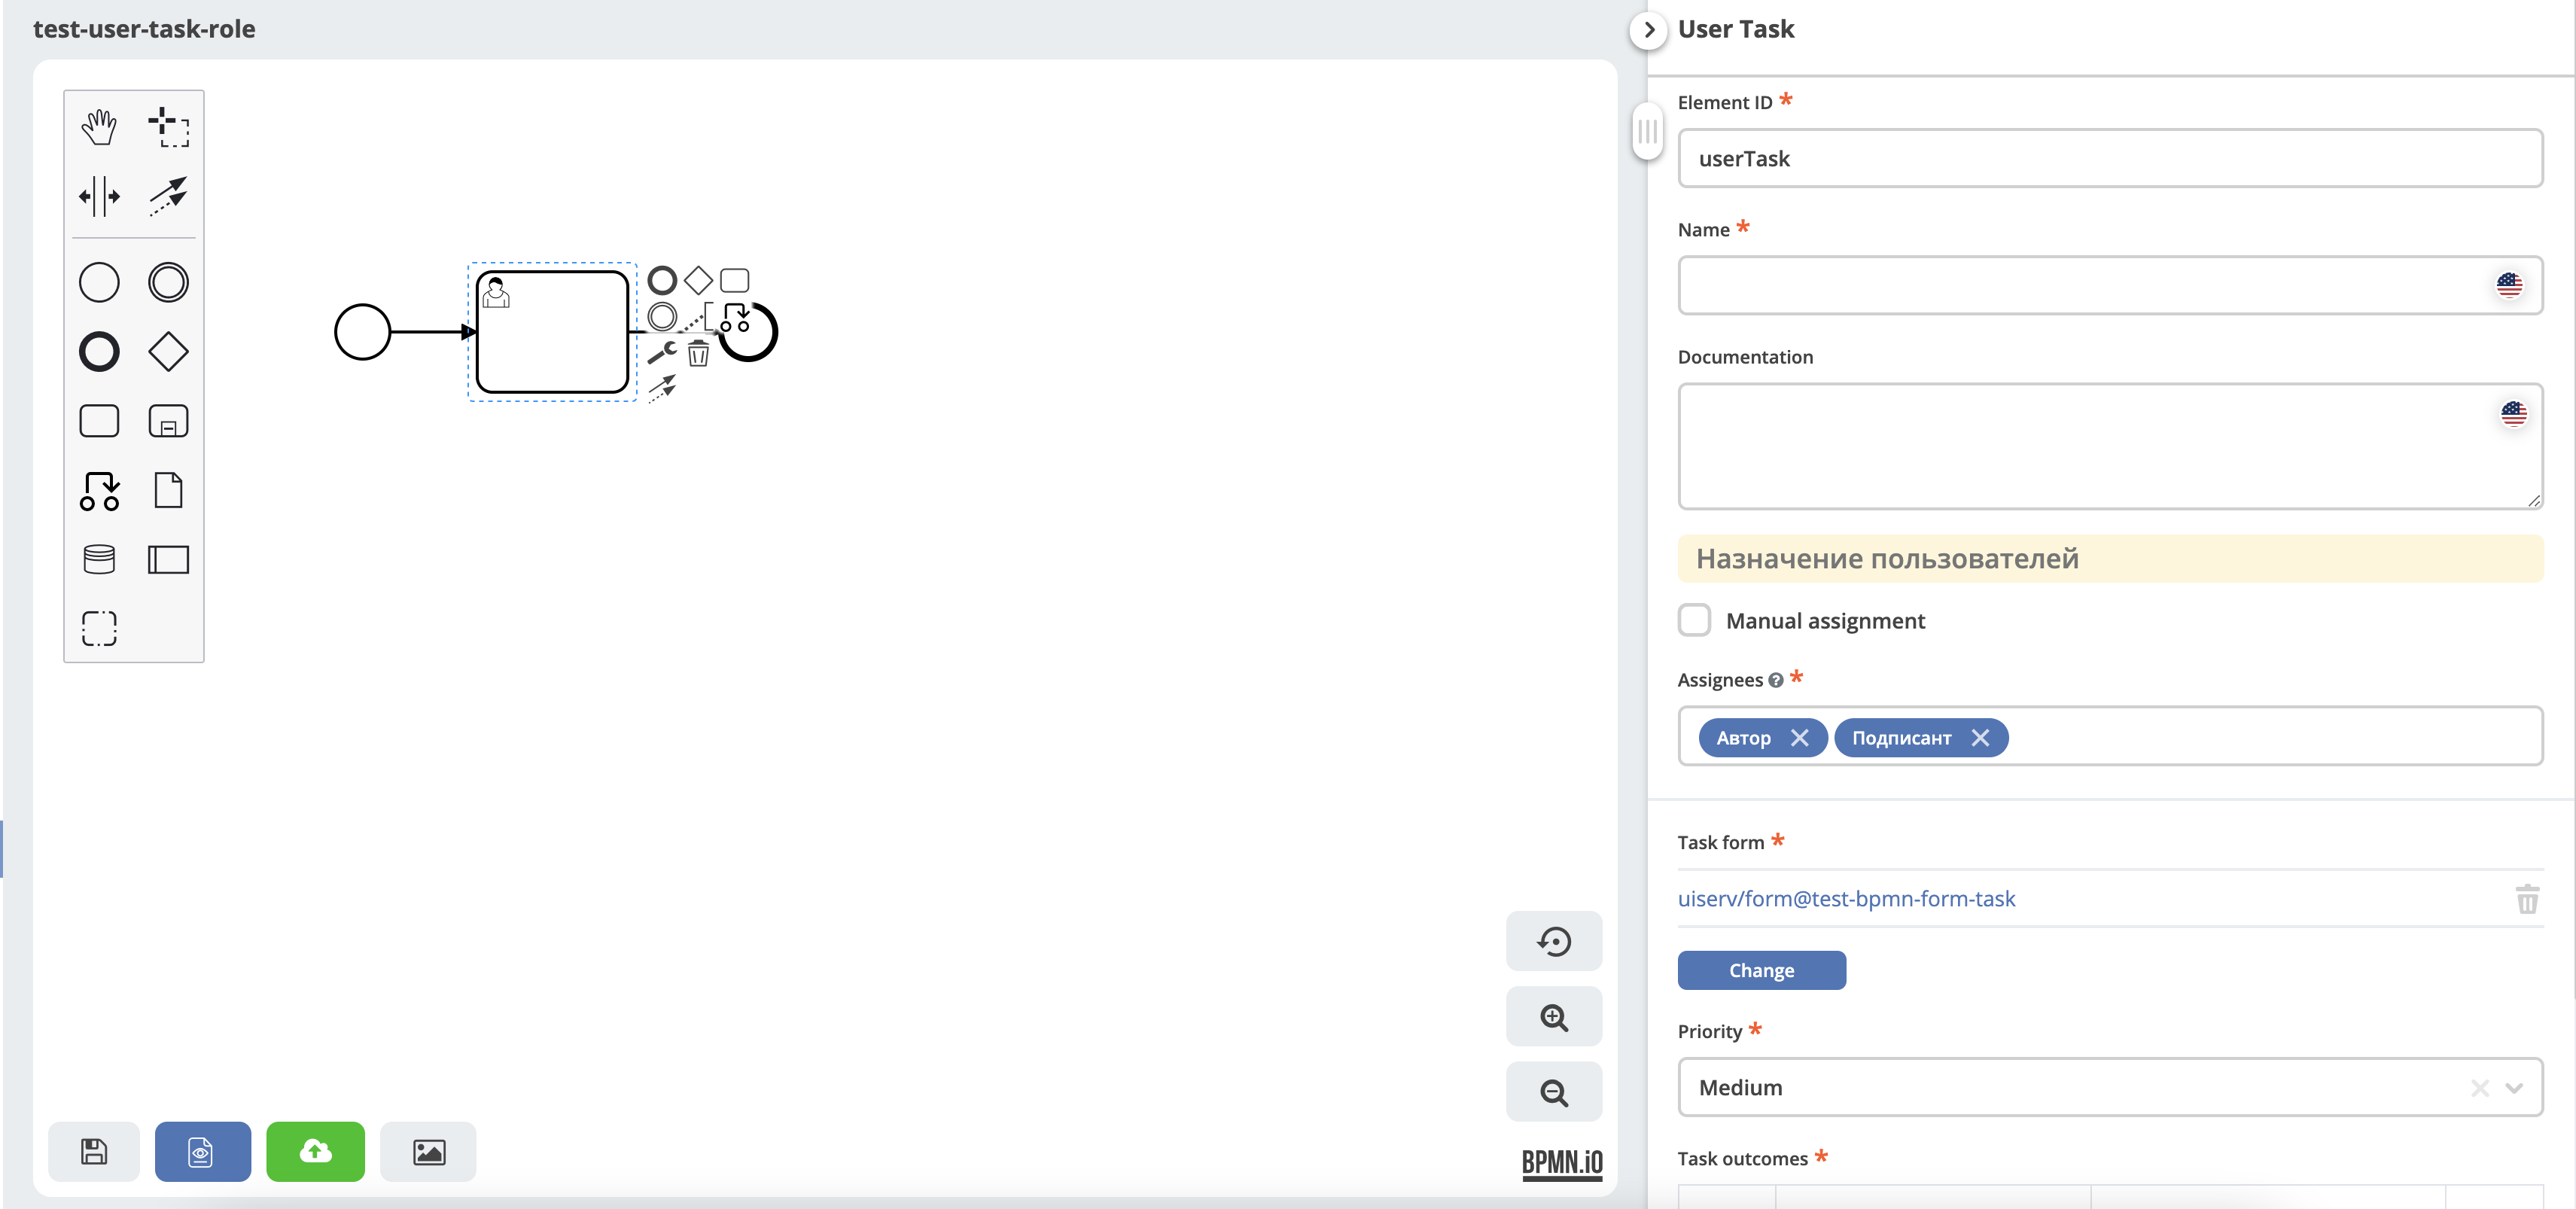 test-user-task-role
BPMN.iO
User Task
Element ID *
userTask
Name *
Documentation
Назначение пользователей
Manual assignment
Assignees ? *
Автор
Подписант
Task form *
uiserv/form@test-bpmn-form-task
Change
Priority *
Medium
Task outcomes *